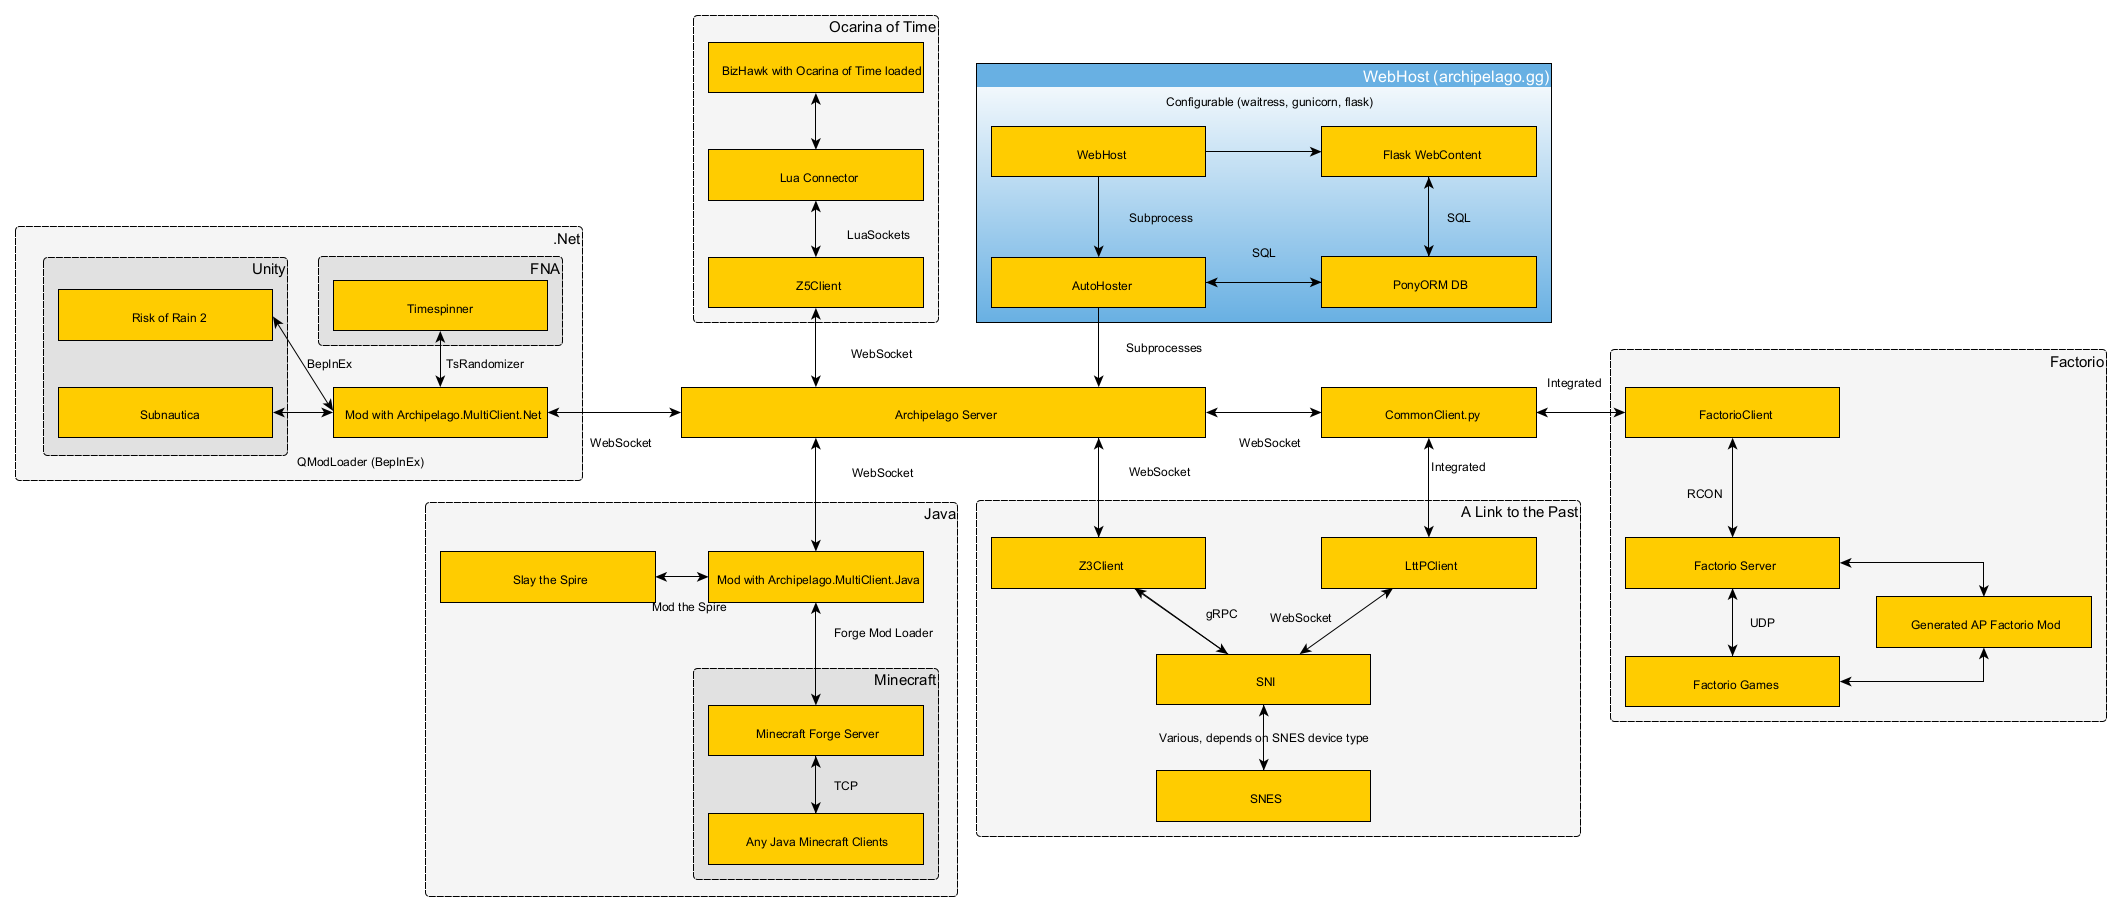 Ocarina of Time
BizHawk with Ocarina of Time loaded
Lua Connector
LuaSockets
Z5Client
WebSocket
WebHost (archipelago.gg)
Configurable (waitress, gunicorn, flask)
WebHost
Flask WebContent
Subprocess
SQL
SQL
AutoHoster
PonyORM DB
Subprocesses
.Net
Unity
FNA
Risk of Rain 2
Timespinner
BepInEx
TsRandomizer
Subnautica
Mod with Archipelago.MultiClient.Net
QModLoader (BepInEx)
WebSocket
Archipelago Server
WebSocket
CommonClient.py
Integrated
Factorio
FactorioClient
RCON
Factorio Server
UDP
Generated AP Factorio Mod
Factorio Games
WebSocket
WebSocket
Integrated
Java
Slay the Spire
Mod the Spire
Mod with Archipelago.MultiClient.Java
Forge Mod Loader
Minecraft
Minecraft Forge Server
TCP
Any Java Minecraft Clients
A Link to the Past
Z3Client
LttPClient
gRPC
WebSocket
SNI
Various, depends on SNES device type
SNES